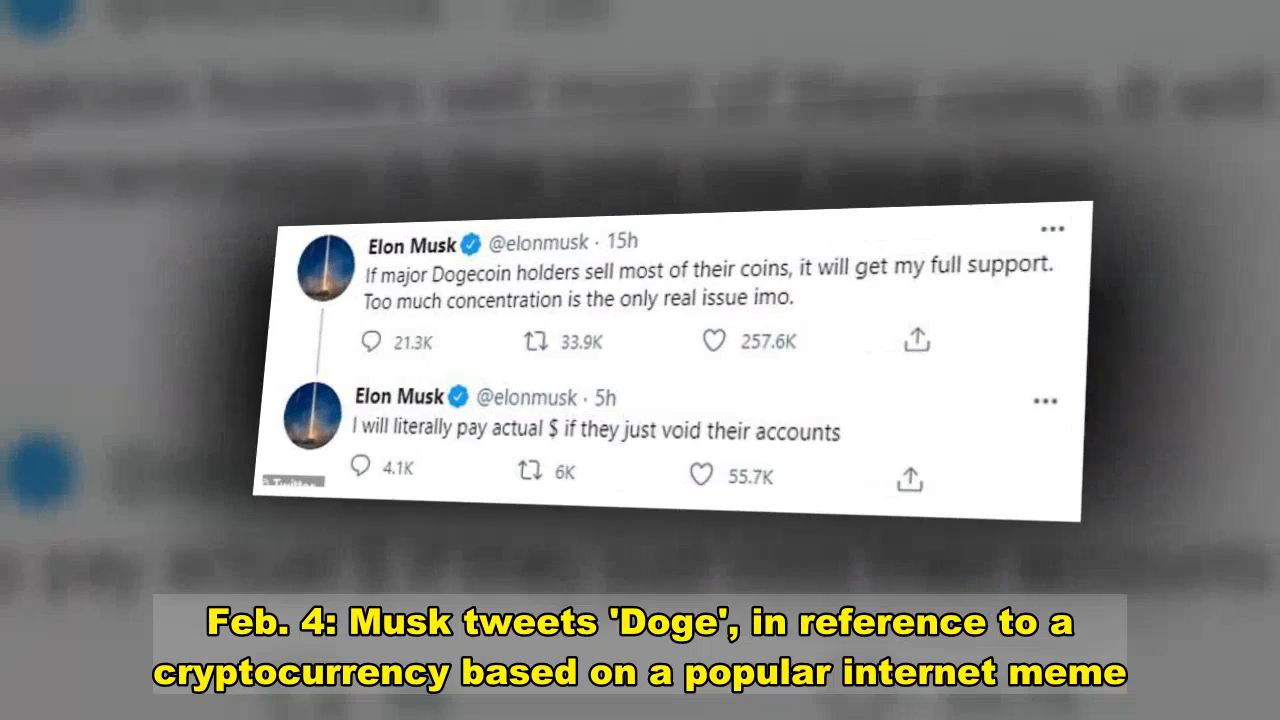 Elon Musk @elonmusk · 15h
If major Dogecoin holders sell most of their coins, it will get my full support.
Too much concentration is the only real issue imo.
21.3K 33.9K 257.6K
Elon Musk @elonmusk · 5h
I will literally pay actual $ if they just void their accounts
4.1K 6K 55.7K
Feb. 4: Musk tweets 'Doge', in reference to a
cryptocurrency based on a popular internet meme